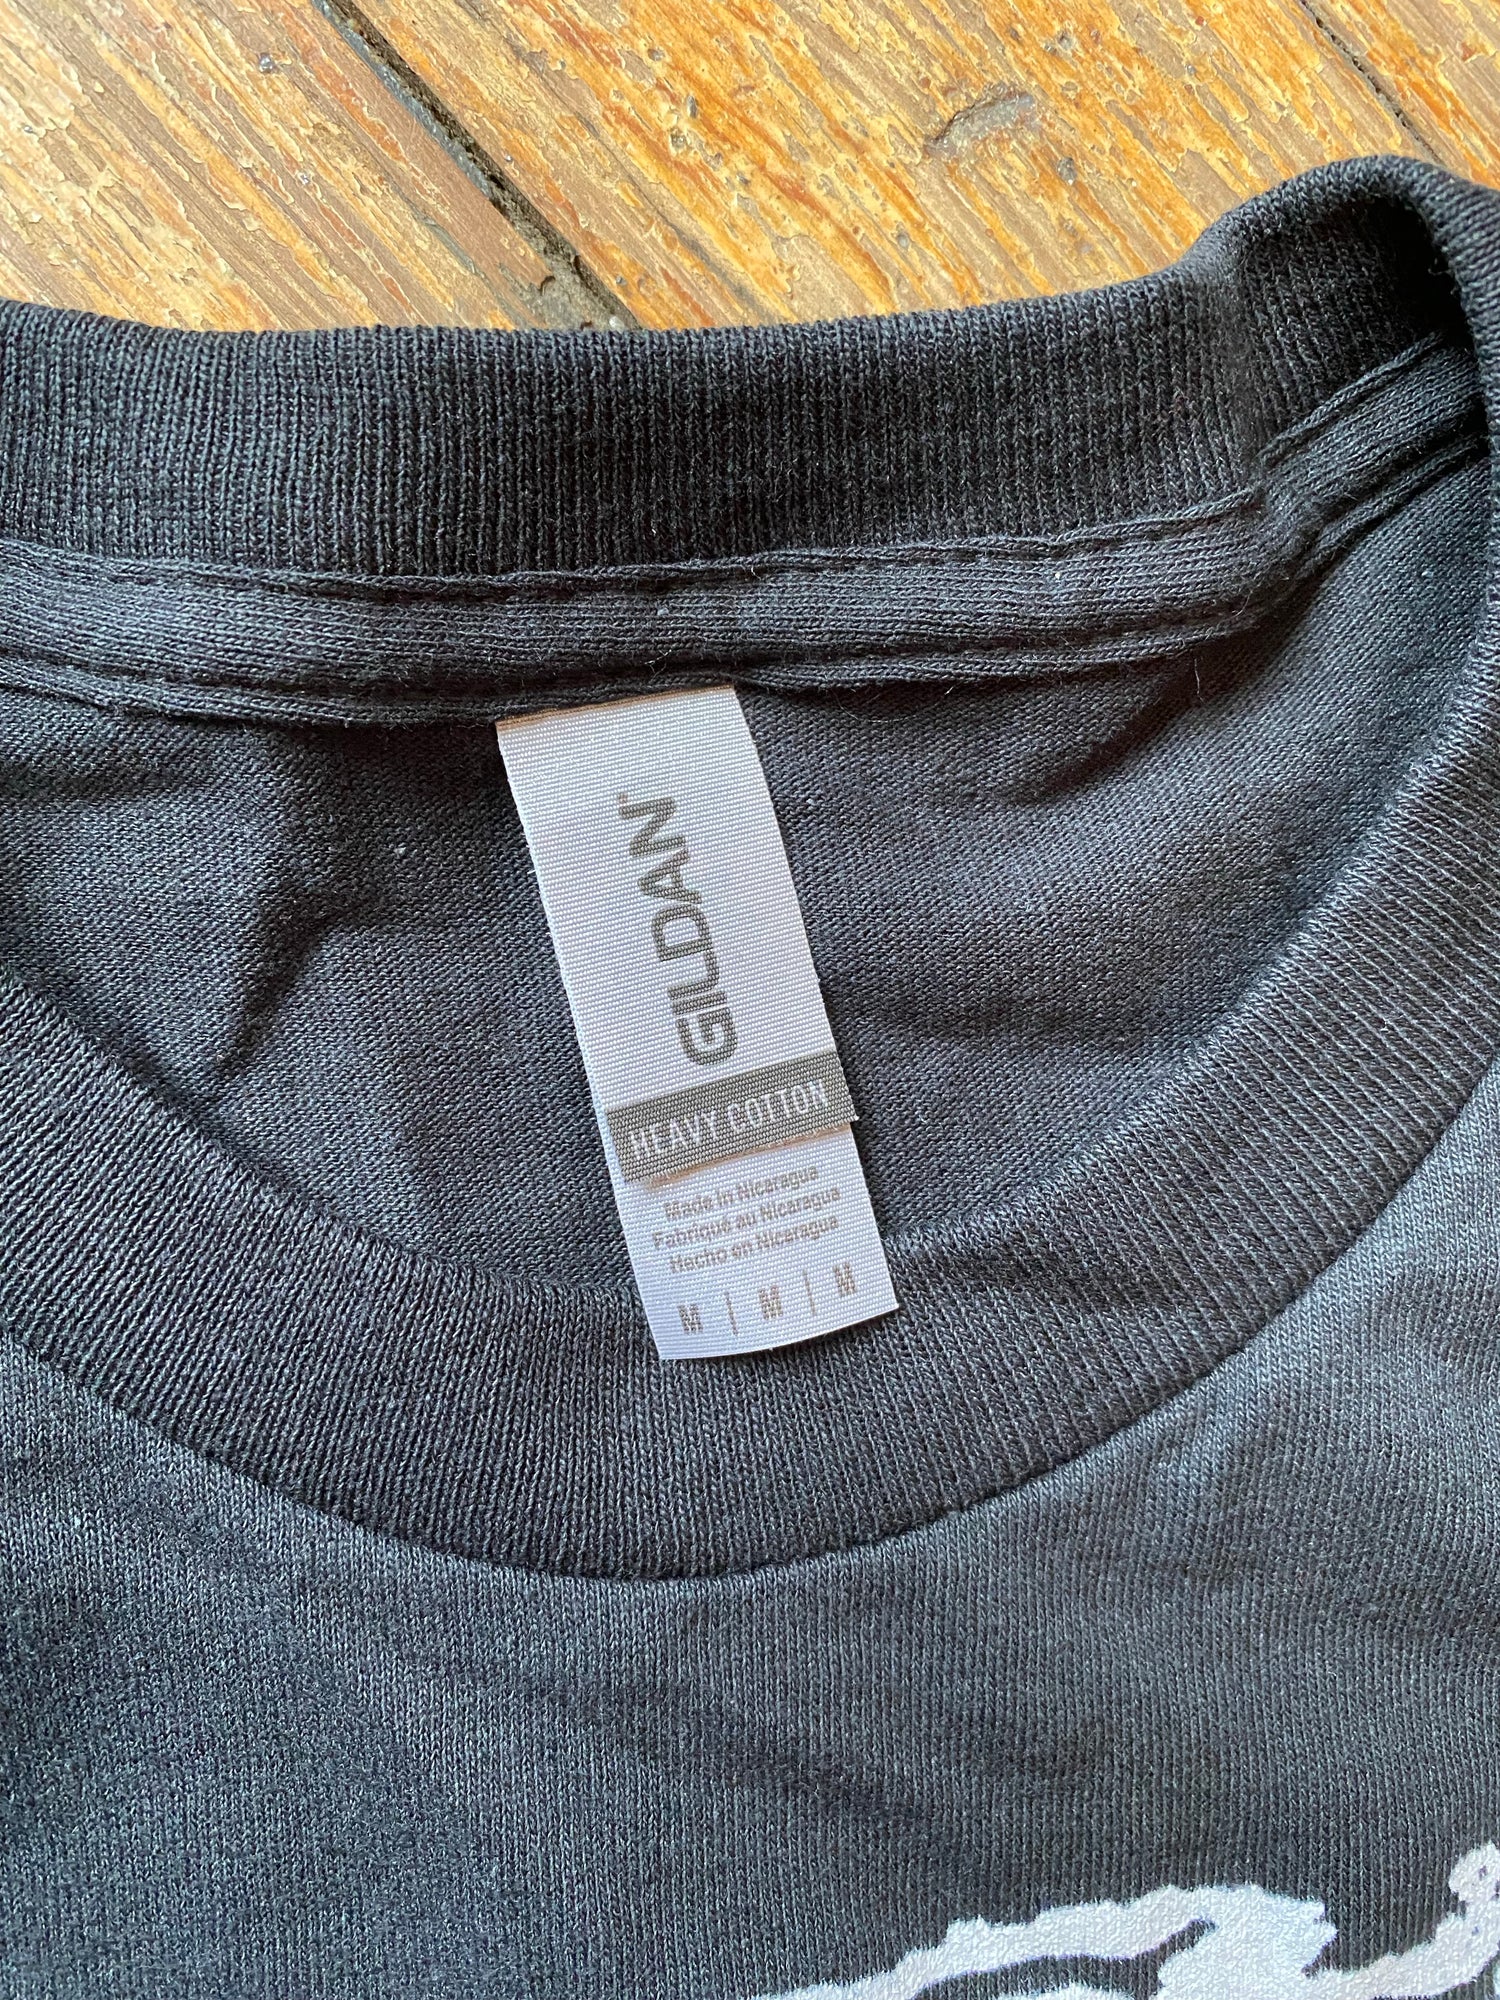 GILDAN
HEAVY COTTON
Made in Nicaragua
Fabriqué au Nicaragua
Hecho en Nicaragua
M | M | M